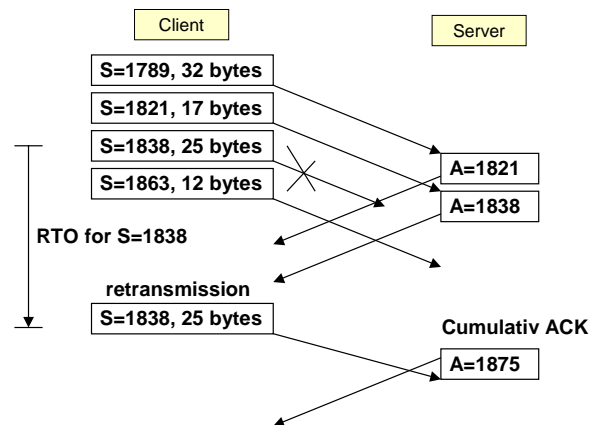 Client
Server
S=1789, 32 bytes
S=1821, 17 bytes
S=1838, 25 bytes
S=1863, 12 bytes
A=1821
A=1838
RTO for S=1838
retransmission
S=1838, 25 bytes
Cumulativ ACK
A=1875